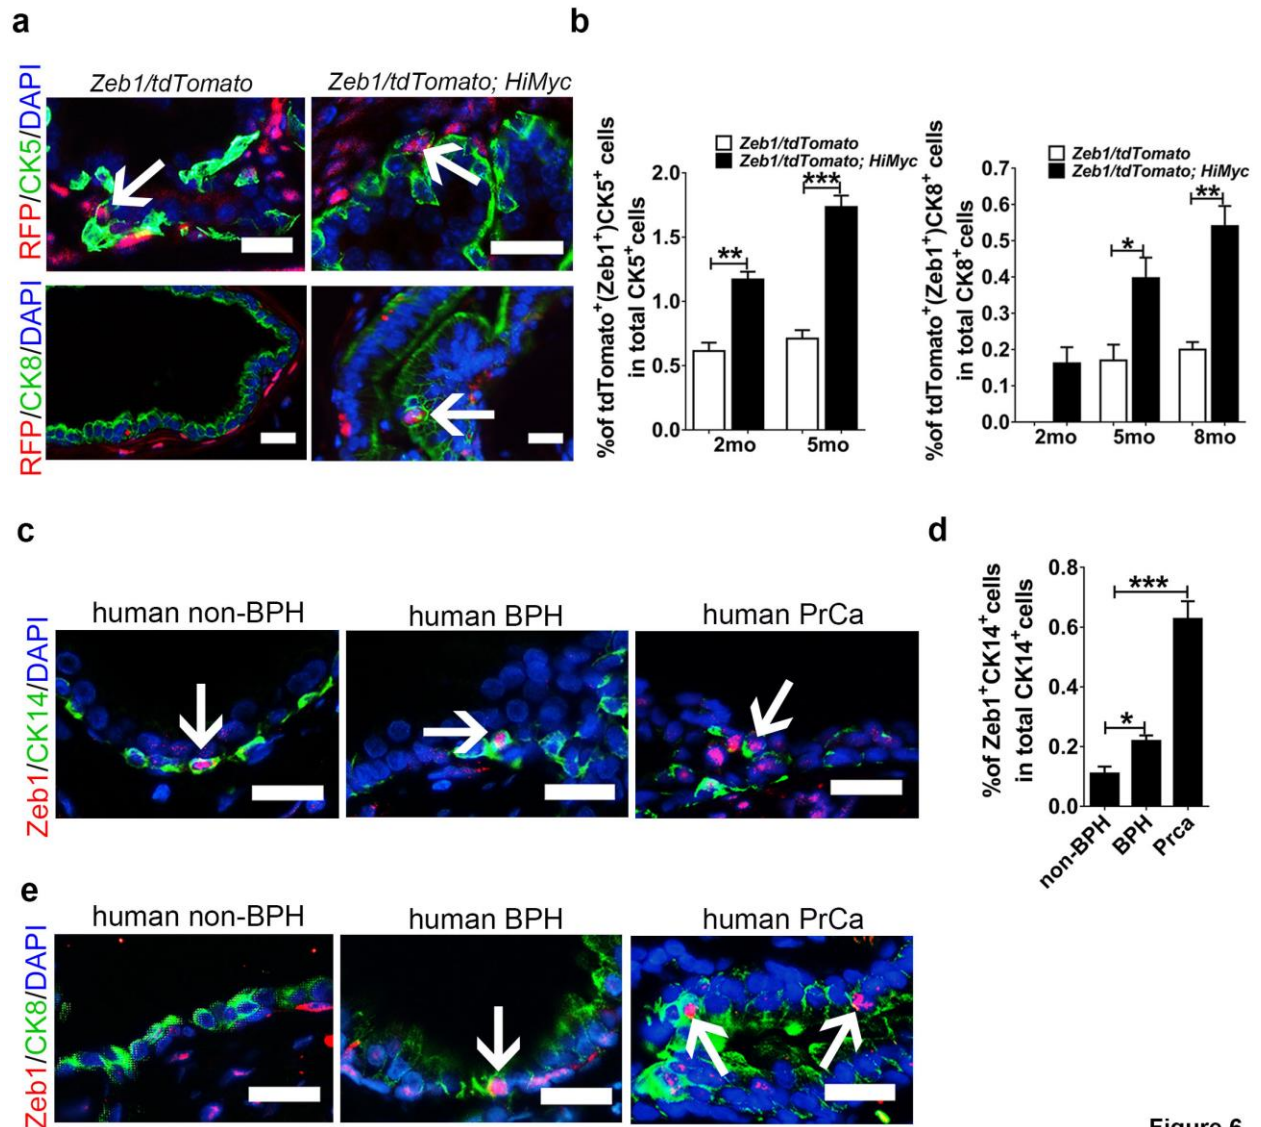 a
Zeb1/tdTomato
Zeb1/tdTomato; HiMyc
RFP/CK5/DAPI
RFP/CK8/DAPI
b
%of tdTomato⁺(Zeb1⁺)CK5⁺ cells
in total CK5⁺cells
Zeb1/tdTomato
Zeb1/tdTomato; HiMyc
2.0
1.5
1.0
0.5
0.0
**
***
2mo
5mo
%of tdTomato⁺(Zeb1⁺)CK8⁺ cells
in total CK8⁺cells
Zeb1/tdTomato
Zeb1/tdTomato; HiMyc
0.7
0.6
0.5
0.4
0.3
0.2
0.1
0.0
*
**
2mo
5mo
8mo
c
human non-BPH
human BPH
human PrCa
Zeb1/CK14/DAPI
d
%of Zeb1⁺CK14⁺cells
in total CK14⁺cells
0.8
0.6
0.4
0.2
0.0
*
***
non-BPH
BPH
Prca
e
human non-BPH
human BPH
human PrCa
Zeb1/CK8/DAPI
Figure 6